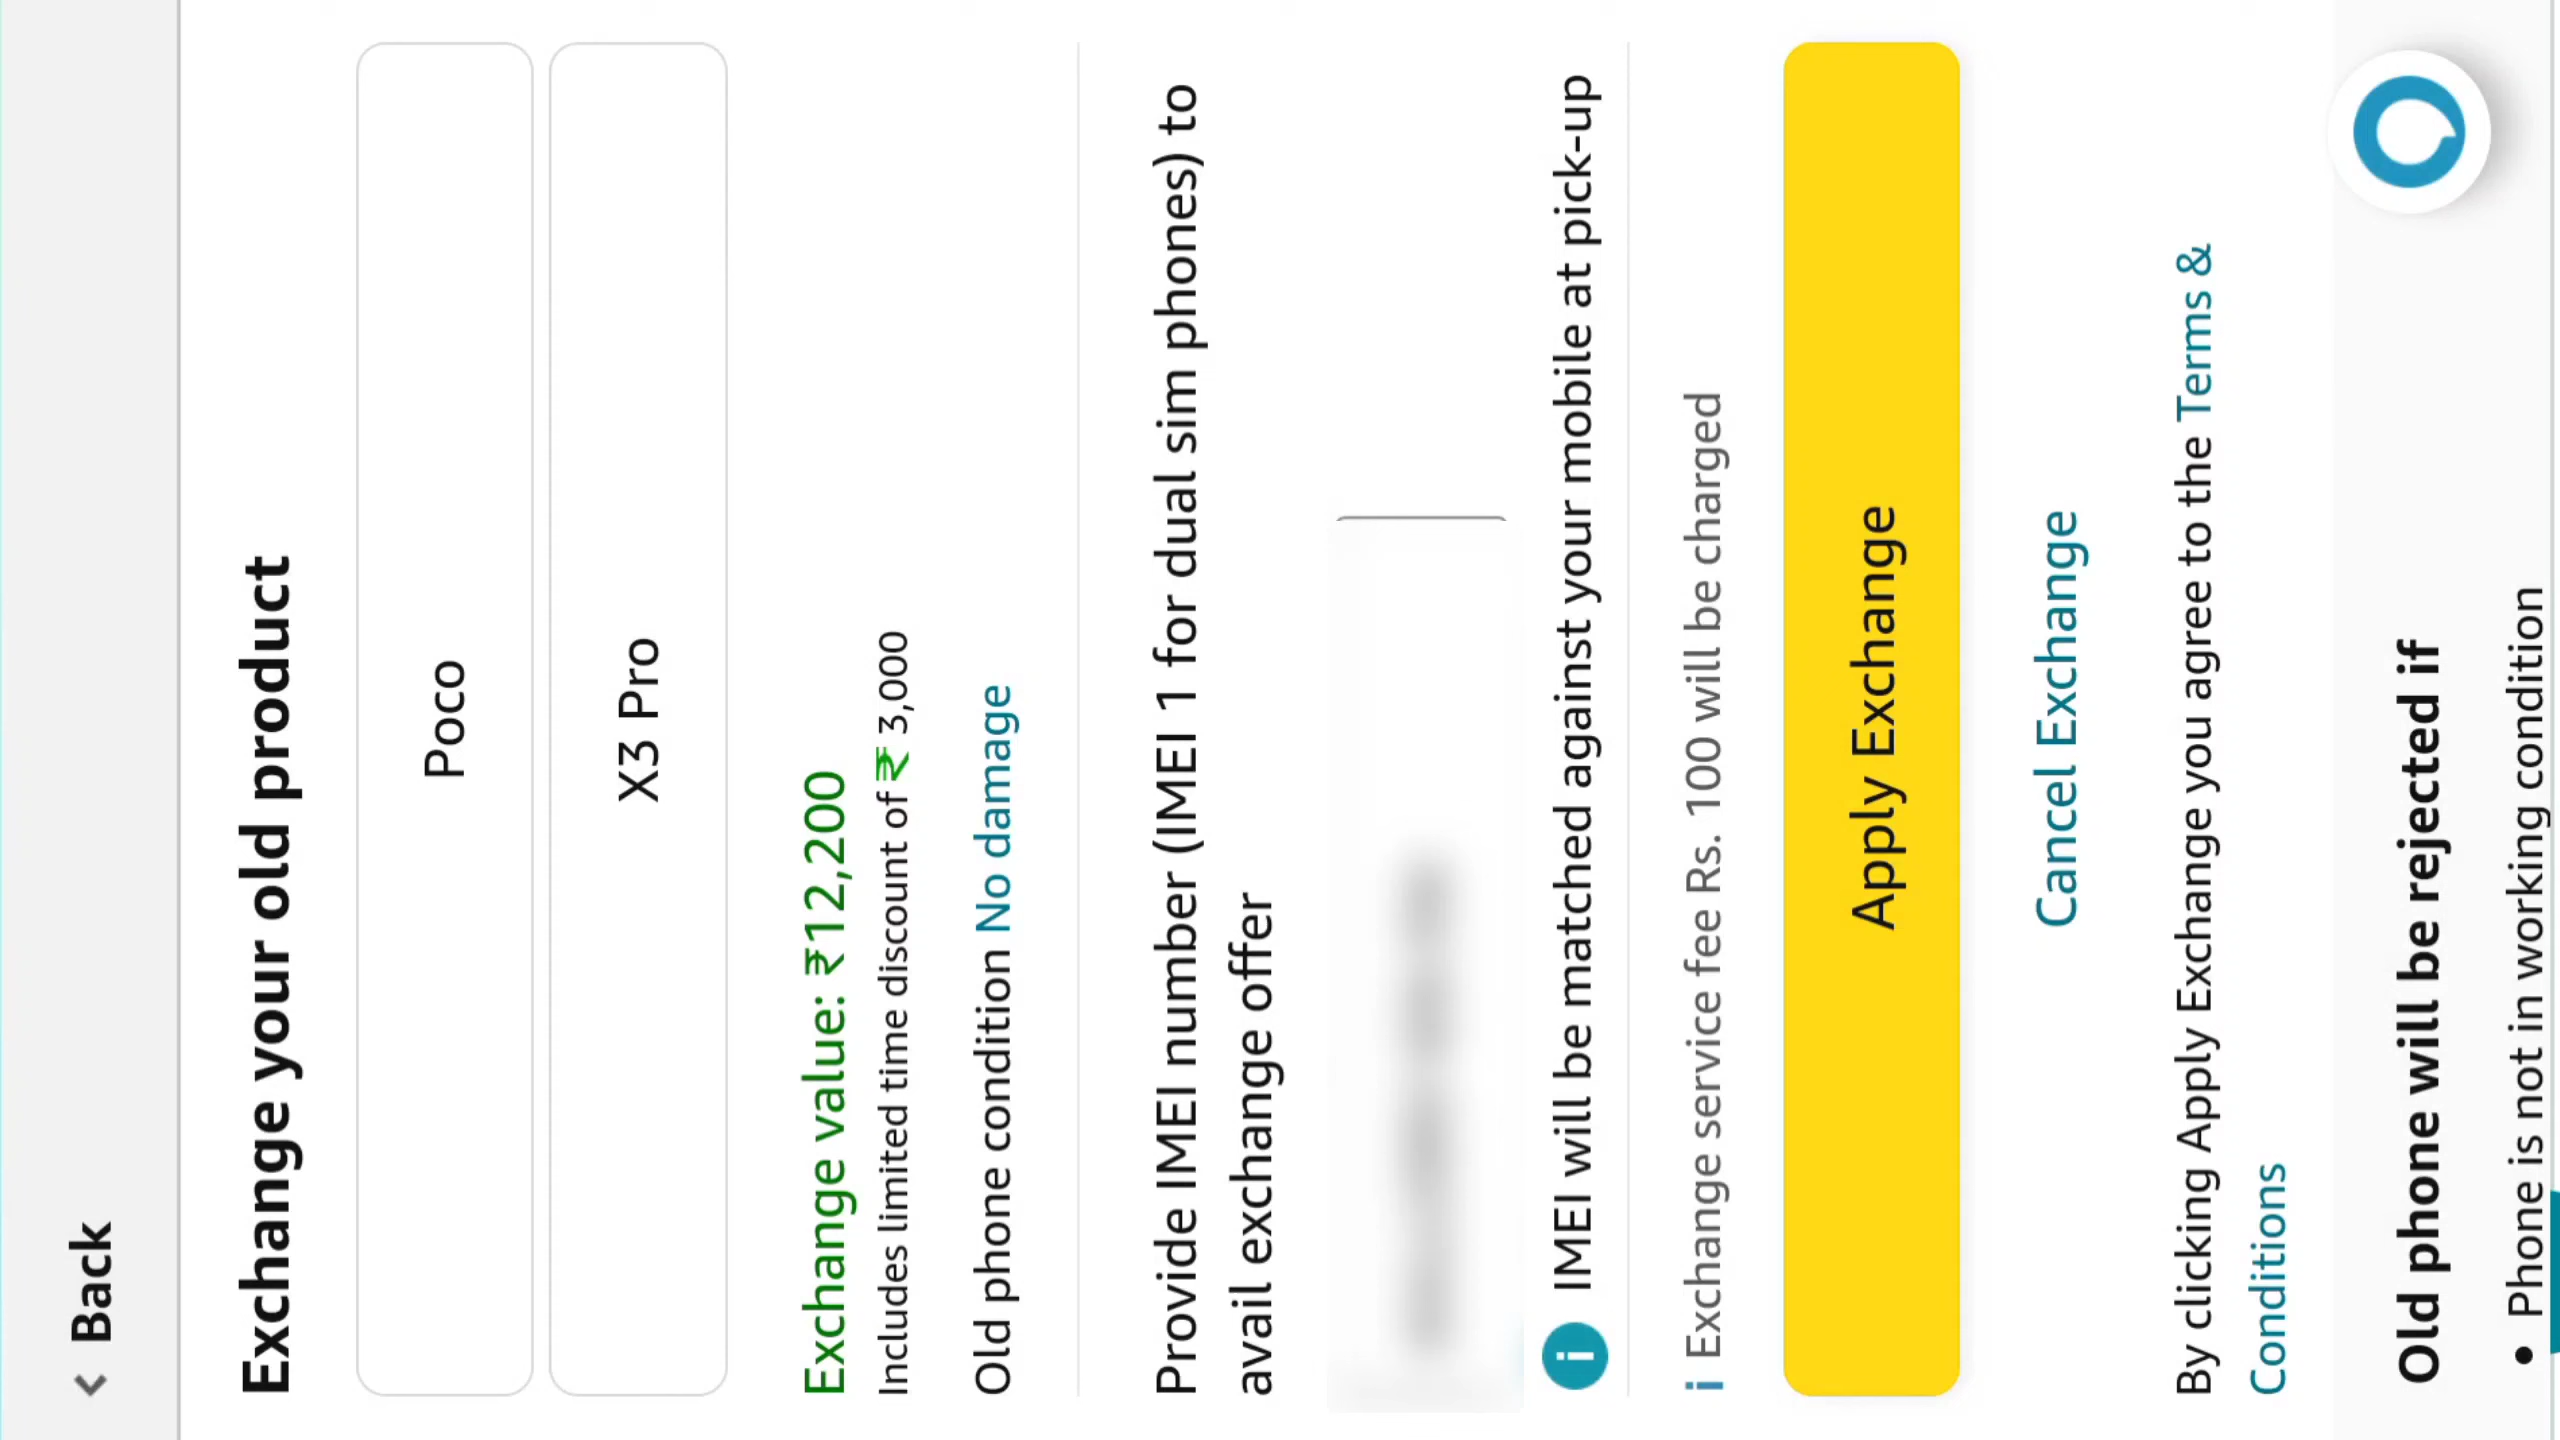 Back
Exchange your old product
Poco
X3 Pro
Exchange value: ₹12,200
Includes limited time discount of ₹ 3,000
Old phone condition No damage
Provide IMEI number (IMEI 1 for dual sim phones) to
avail exchange offer
IMEI will be matched against your mobile at pick-up
i Exchange service fee Rs. 100 will be charged
Apply Exchange
Cancel Exchange
By clicking Apply Exchange you agree to the Terms &
Conditions
Old phone will be rejected if
• Phone is not in working condition